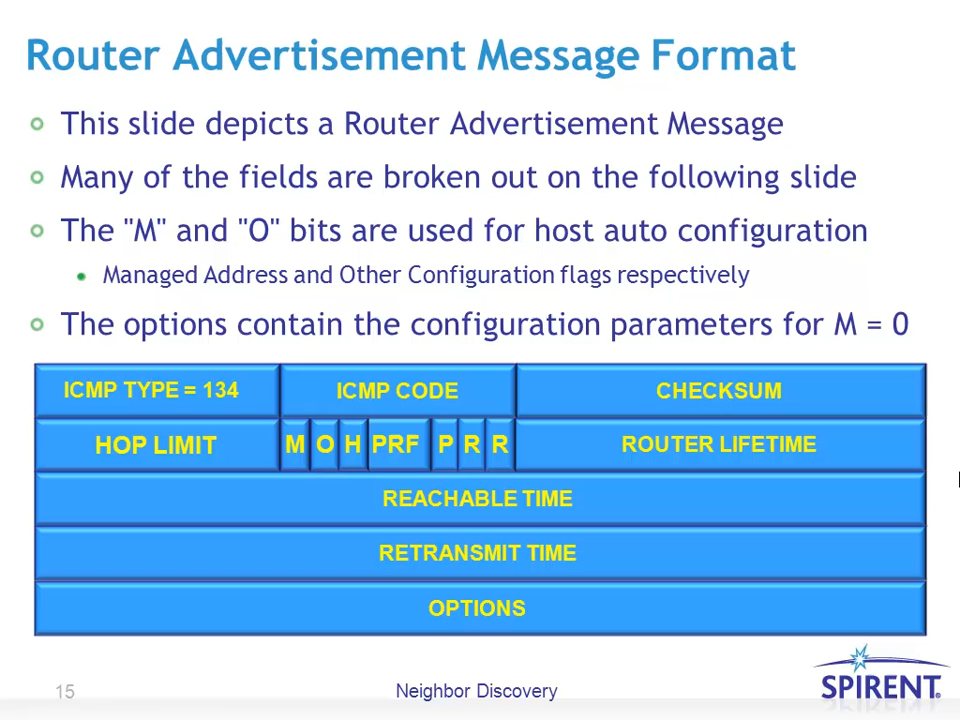 Router Advertisement Message Format
This slide depicts a Router Advertisement Message
Many of the fields are broken out on the following slide
The "M" and "O" bits are used for host auto configuration
Managed Address and Other Configuration flags respectively
The options contain the configuration parameters for M = 0
ICMP TYPE = 134 ICMP CODE CHECKSUM
HOP LIMIT M O H PRF P R R ROUTER LIFETIME
REACHABLE TIME
RETRANSMIT TIME
OPTIONS
15 Neighbor Discovery SPIRENT®